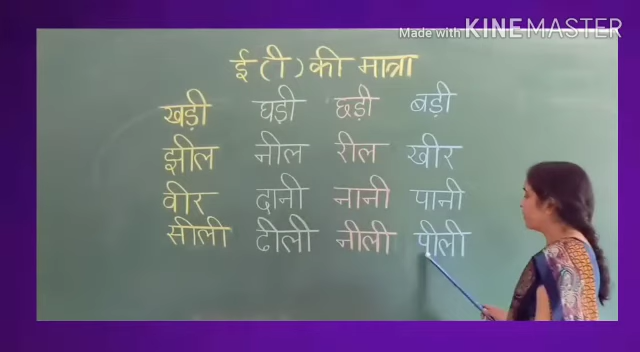 Made with KINEMASTER
ई ( ी ) की मात्रा
खड़ी घड़ी छड़ी बड़ी
झील नील रील खीर
वीर दानी नानी पानी
सीली ढीली नीली पीली